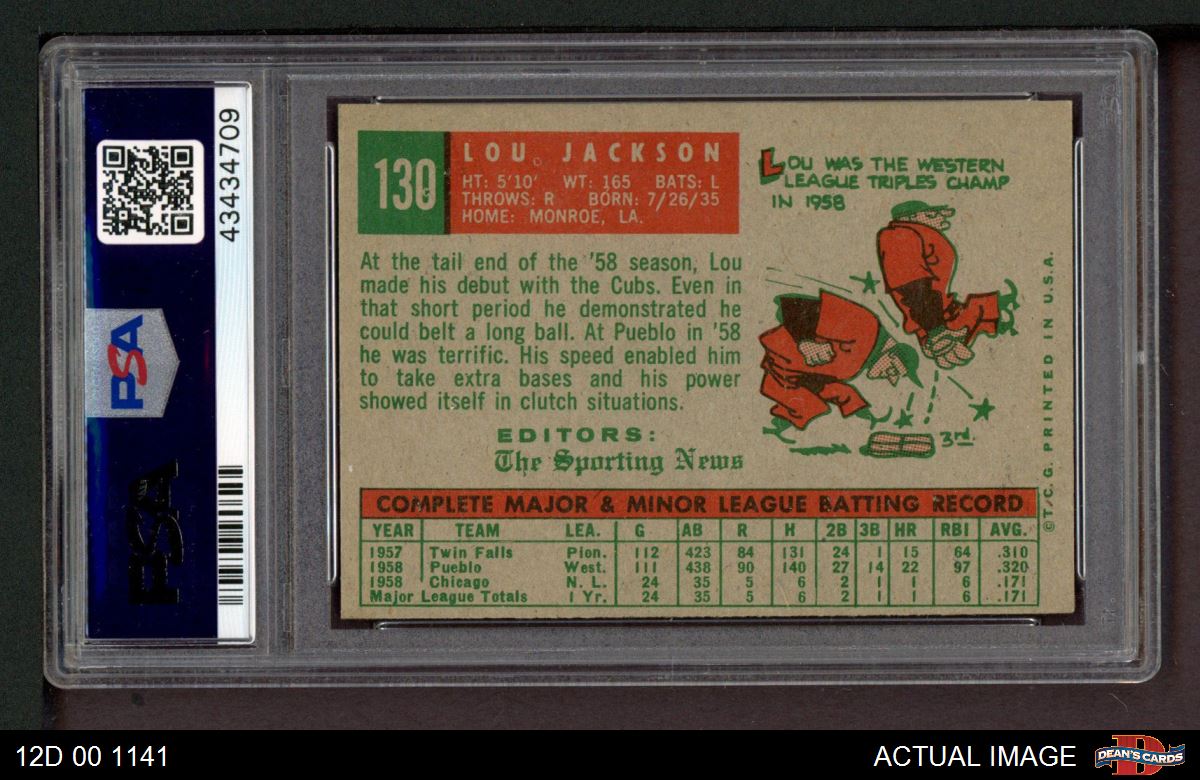 43434709
PSA
PSA
130
LOU JACKSON
HT: 5'10' WT: 165 BATS: L
THROWS: R BORN: 7/26/35
HOME: MONROE, LA.
At the tail end of the '58 season, Lou
made his debut with the Cubs. Even in
that short period he demonstrated he
could belt a long ball. At Pueblo in '58
he was terrific. His speed enabled him
to take extra bases and his power
showed itself in clutch situations.
EDITORS:
The Sporting News
LOU WAS THE WESTERN
LEAGUE TRIPLES CHAMP
IN 1958
3rd.
©T.C.G. PRINTED IN U.S.A.
COMPLETE MAJOR & MINOR LEAGUE BATTING RECORD
YEAR TEAM LEA. G AB R H 2B 3B HR RBI AVG.
1957 Twin Falls Pion. 112 423 84 131 24 1 15 64 .310
1958 Pueblo West. 111 438 90 140 27 14 22 97 .320
1958 Chicago N. L. 24 35 5 6 2 1 1 6 .171
Major League Totals 1 Yr. 24 35 5 6 2 1 1 6 .171
12D 00 1141
ACTUAL IMAGE
D
DEAN'S CARDS